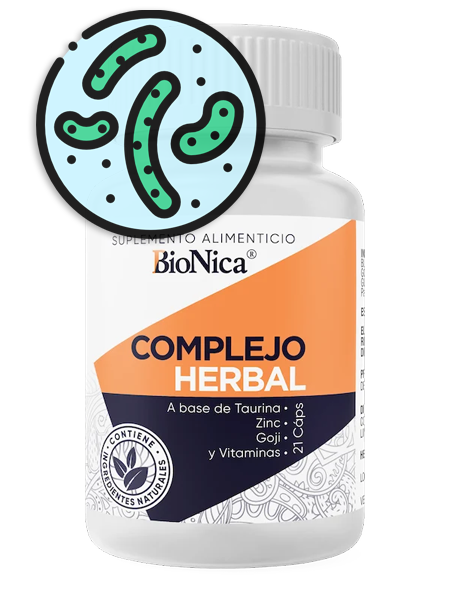 SUPLEMENTO ALIMENTICIO
BioNica®
COMPLEJO
HERBAL
A base de Taurina •
Zinc •
Goji •
y Vitaminas •
21 Cáps
• CONTIENE •
INGREDIENTES NATURALES